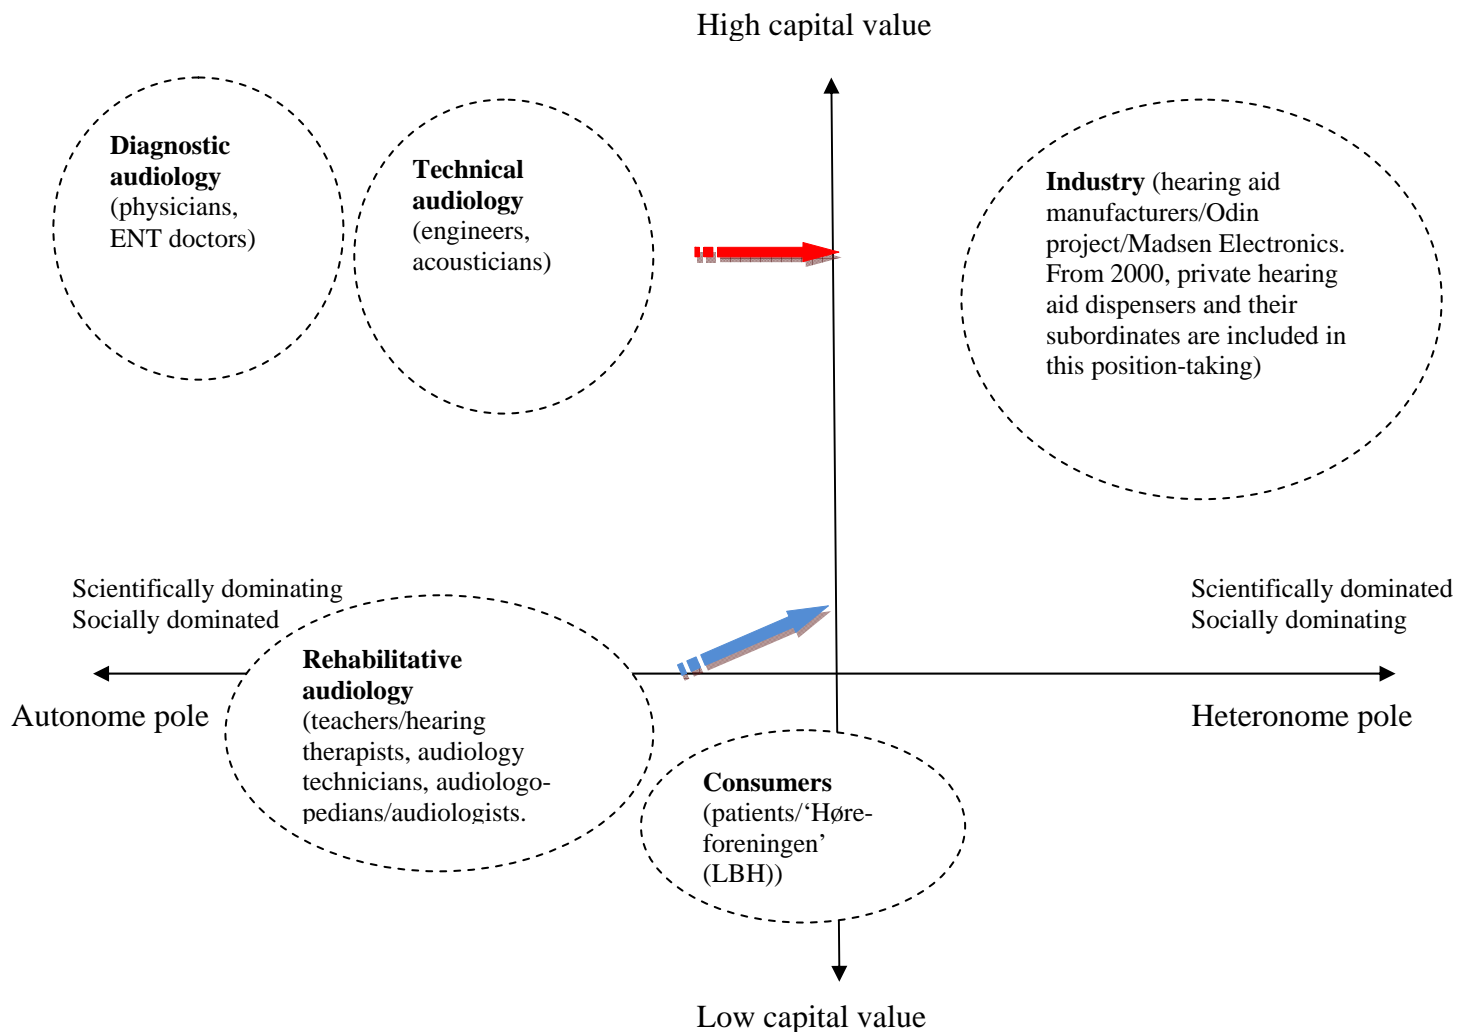 High capital value
Diagnostic
audiology
(physicians,
ENT doctors)
Technical
audiology
(engineers,
acousticians)
Industry (hearing aid
manufacturers/Odin
project/Madsen Electronics.
From 2000, private hearing
aid dispensers and their
subordinates are included in
this position-taking)
Scientifically dominating
Socially dominated
Scientifically dominated
Socially dominating
Autonome pole
Heteronome pole
Rehabilitative
audiology
(teachers/hearing
therapists, audiology
technicians, audiologo-
pedians/audiologists.
Consumers
(patients/‘Høre-
foreningen’
(LBH))
Low capital value